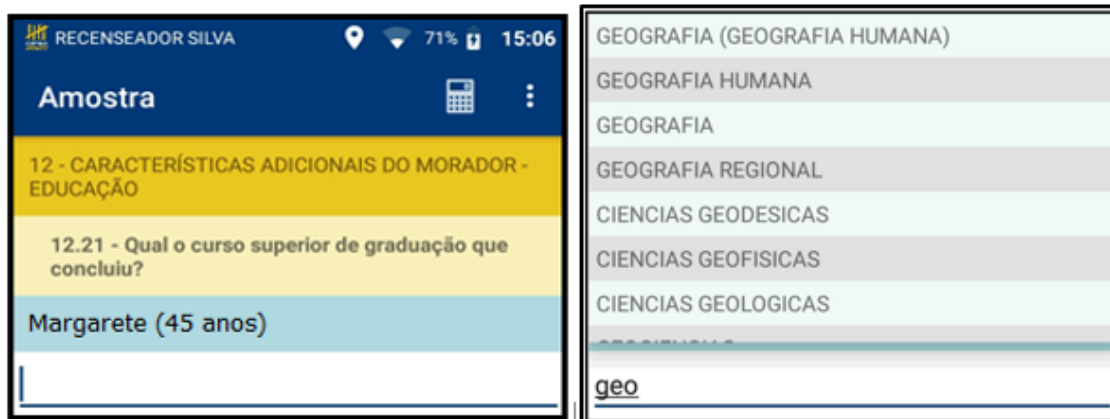 RECENSEADOR SILVA 71% 15:06
Amostra
12 - CARACTERÍSTICAS ADICIONAIS DO MORADOR -
EDUCAÇÃO
12.21 - Qual o curso superior de graduação que
concluiu?
Margarete (45 anos)
GEOGRAFIA (GEOGRAFIA HUMANA)
GEOGRAFIA HUMANA
GEOGRAFIA
GEOGRAFIA REGIONAL
CIENCIAS GEODESICAS
CIENCIAS GEOFISICAS
CIENCIAS GEOLOGICAS
geo